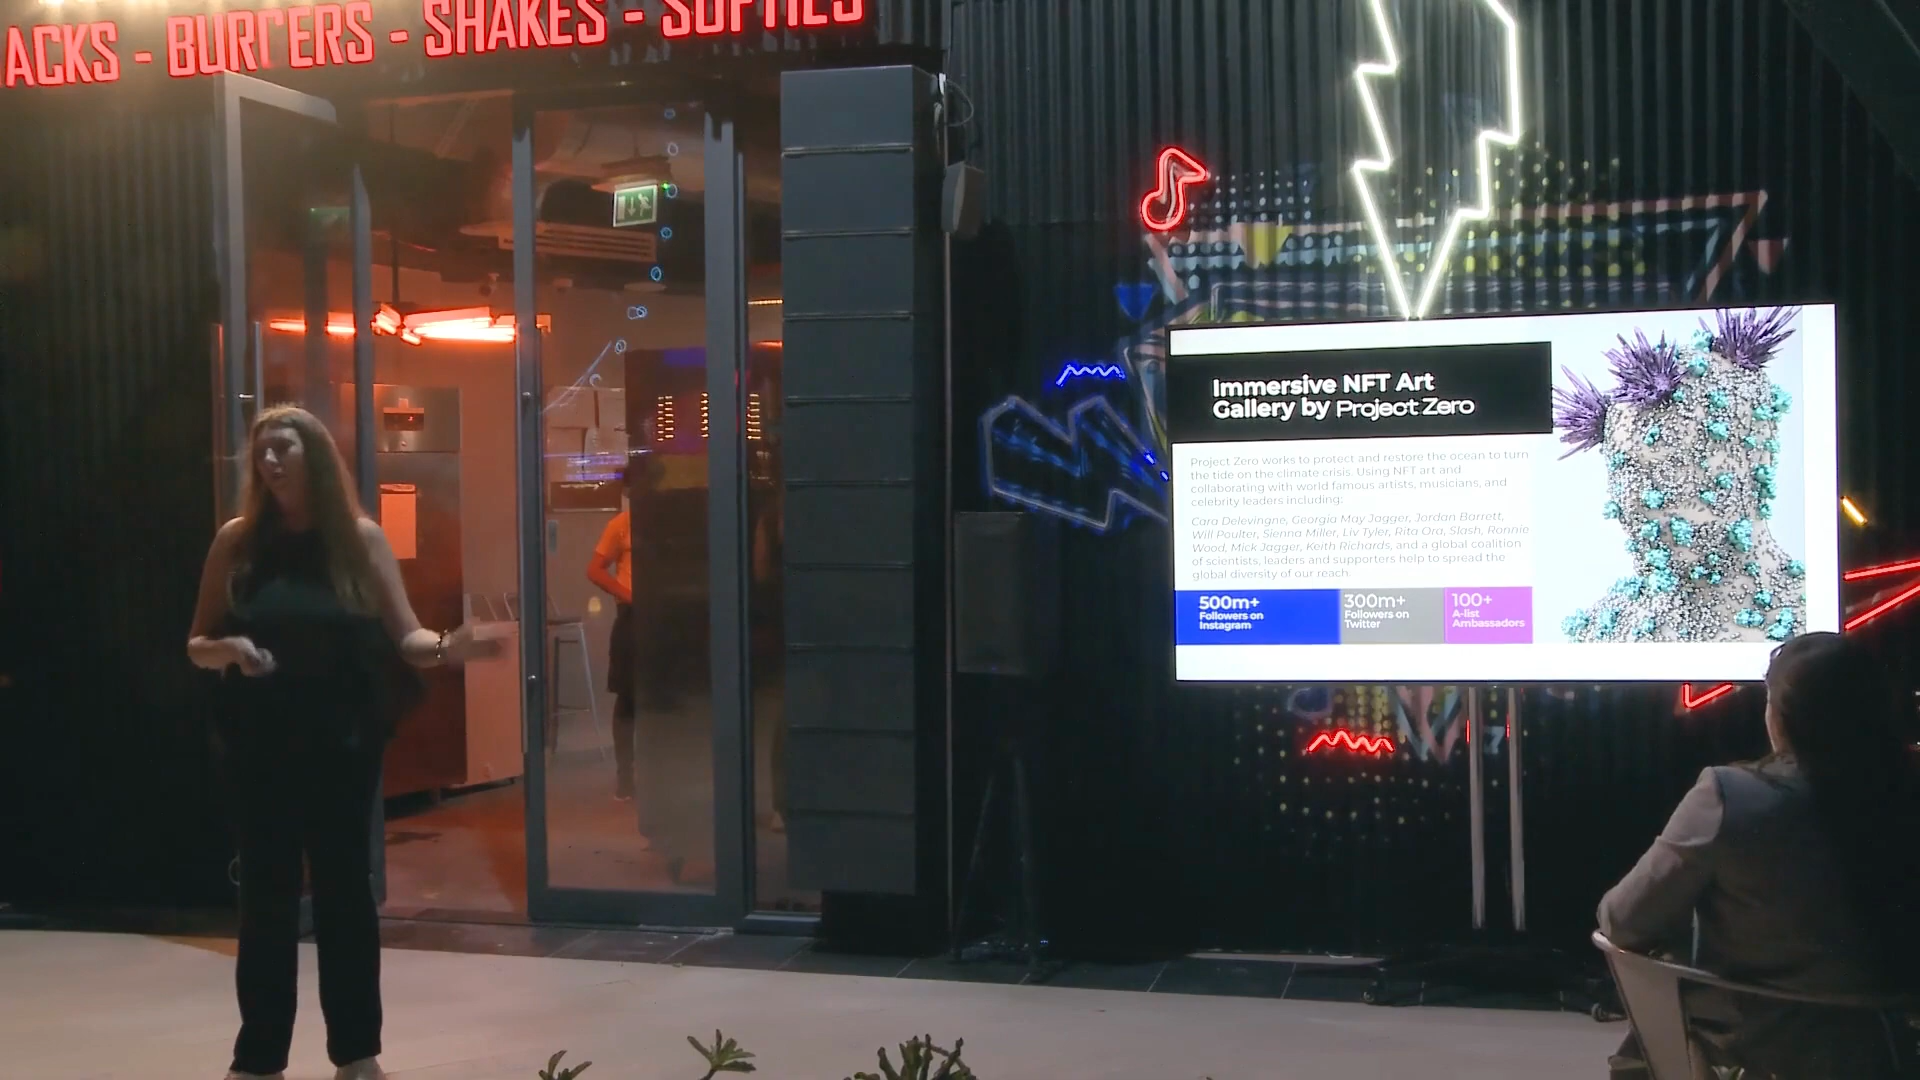 ACKS - BURGERS - SHAKES - SOFTIES
Immersive NFT Art
Gallery by Project Zero
Project Zero works to protect and restore the ocean to turn
the tide on the climate crisis. Using NFT art and
collaborating with world famous artists, musicians, and
celebrity leaders including:
Cara Delevingne, Georgia May Jagger, Jordan Barrett,
Will Poulter, Sienna Miller, Liv Tyler, Rita Ora, Slash, Ronnie
Wood, Mick Jagger, Keith Richards, and a global coalition
of scientists, leaders and supporters help to spread the
global diversity of our reach.
500m+
Followers on
Instagram
300m+
Followers on
Twitter
100+
A-list
Ambassadors